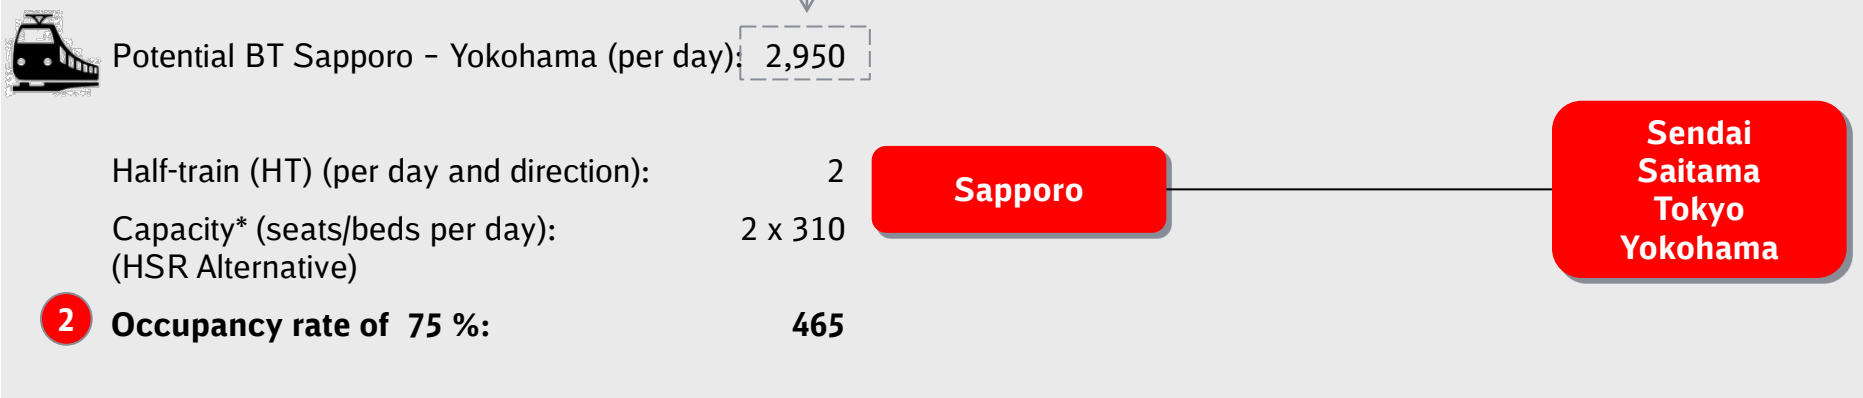 Potential BT Sapporo – Yokohama (per day): 2,950
Half-train (HT) (per day and direction): 2
Capacity* (seats/beds per day): 2 x 310
(HSR Alternative)
2 Occupancy rate of 75 %: 465
Sapporo
Sendai
Saitama
Tokyo
Yokohama